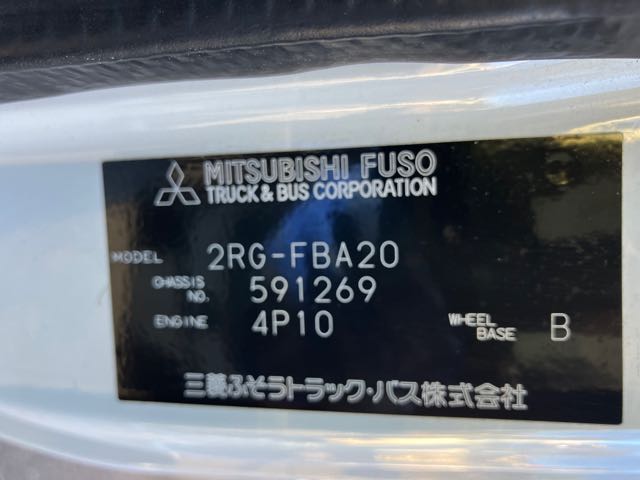 MITSUBISHI FUSO
TRUCK & BUS CORPORATION
MODEL 2RG-FBA20
CHASSIS NO. 591269
ENGINE 4P10 WHEEL BASE B
三菱ふそうトラック・バス株式会社